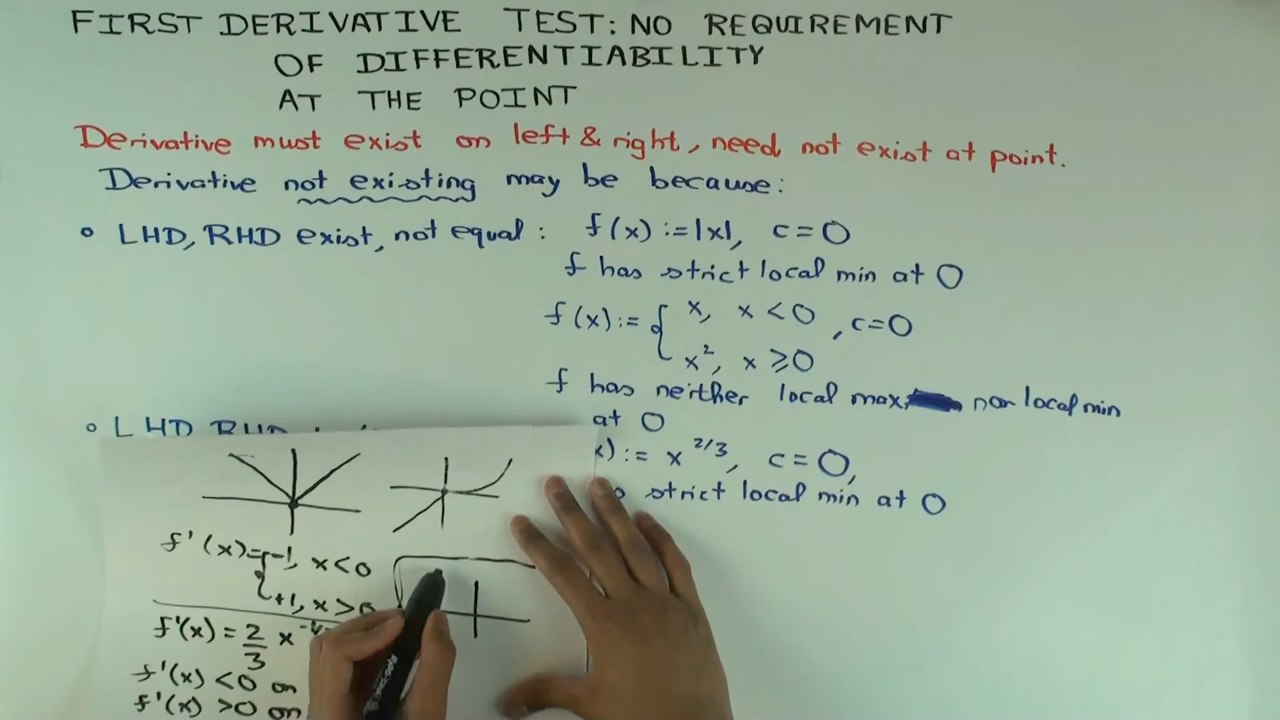 FIRST DERIVATIVE TEST: NO REQUIREMENT
OF DIFFERENTIABILITY
AT THE POINT
Derivative must exist on left & right, need not exist at point.
Derivative not existing may be because:
∘ LHD, RHD exist, not equal: f(x) := |x|, c=0
f has strict local min at 0
f(x) := { x, x < 0 , c=0
x², x ≥ 0
f has neither local max nor local min
at 0
∘ LHD RHD
x) := x^{2/3}, c=0,
strict local min at 0
f'(x) = { -1, x < 0
+1, x > 0
f'(x) = 2/3 x
f'(x) < 0 on
f'(x) > 0 on